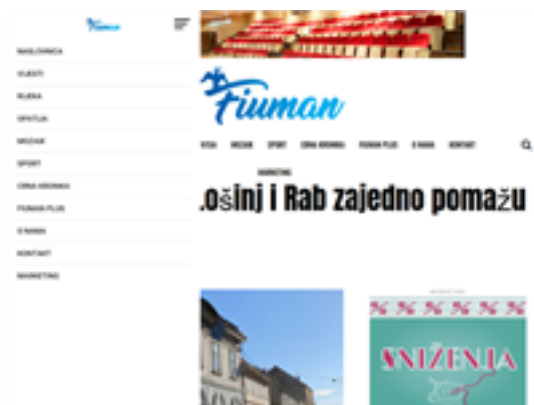 Fiuman
NASLOVNICA
VIJESTI
RIJEKA
OPATIJA
MOZAIK
SPORT
CRNA KRONIKA
FIUMAN PLUS
O NAMA
KONTAKT
MARKETING
Fiuman
MOZAIK SPORT CRNA KRONIKA FIUMAN PLUS O NAMA KONTAKT
MARKETING
.ošinj i Rab zajedno pomažu
MARKETING
% % % % % %
SNIŽENJA